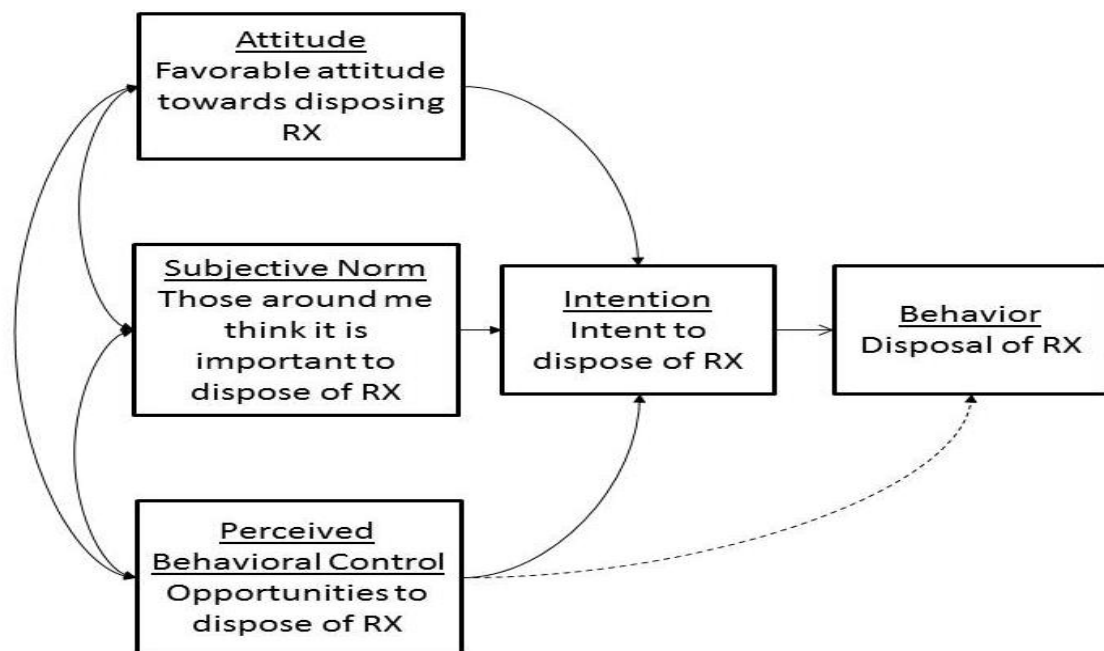 Attitude
Favorable attitude
towards disposing
RX
Subjective Norm
Those around me
think it is
important to
dispose of RX
Intention
Intent to
dispose of RX
Behavior
Disposal of RX
Perceived
Behavioral Control
Opportunities to
dispose of RX